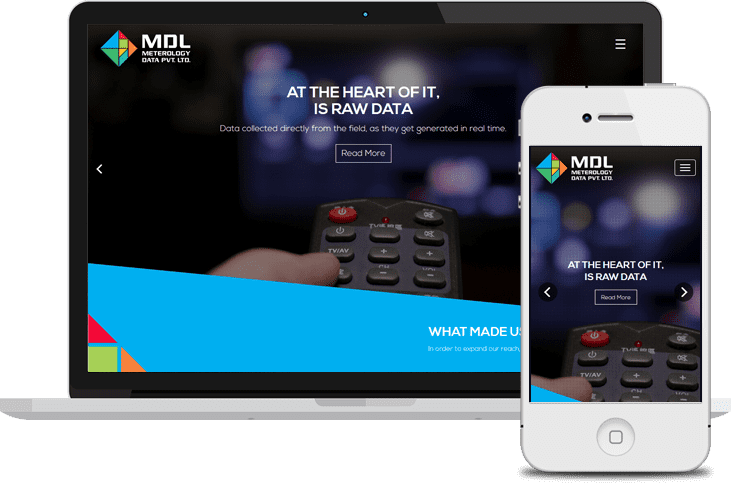 MDL
METEROLOGY
DATA PVT. LTD.
AT THE HEART OF IT,
IS RAW DATA
Data collected directly from the field, as they get generated in real time.
Read More
TV/AV
WHAT MADE U
In order to expand our reach,
MDL
METEROLOGY
DATA PVT. LTD.
AT THE HEART OF IT,
IS RAW DATA
Read More
TV/AV